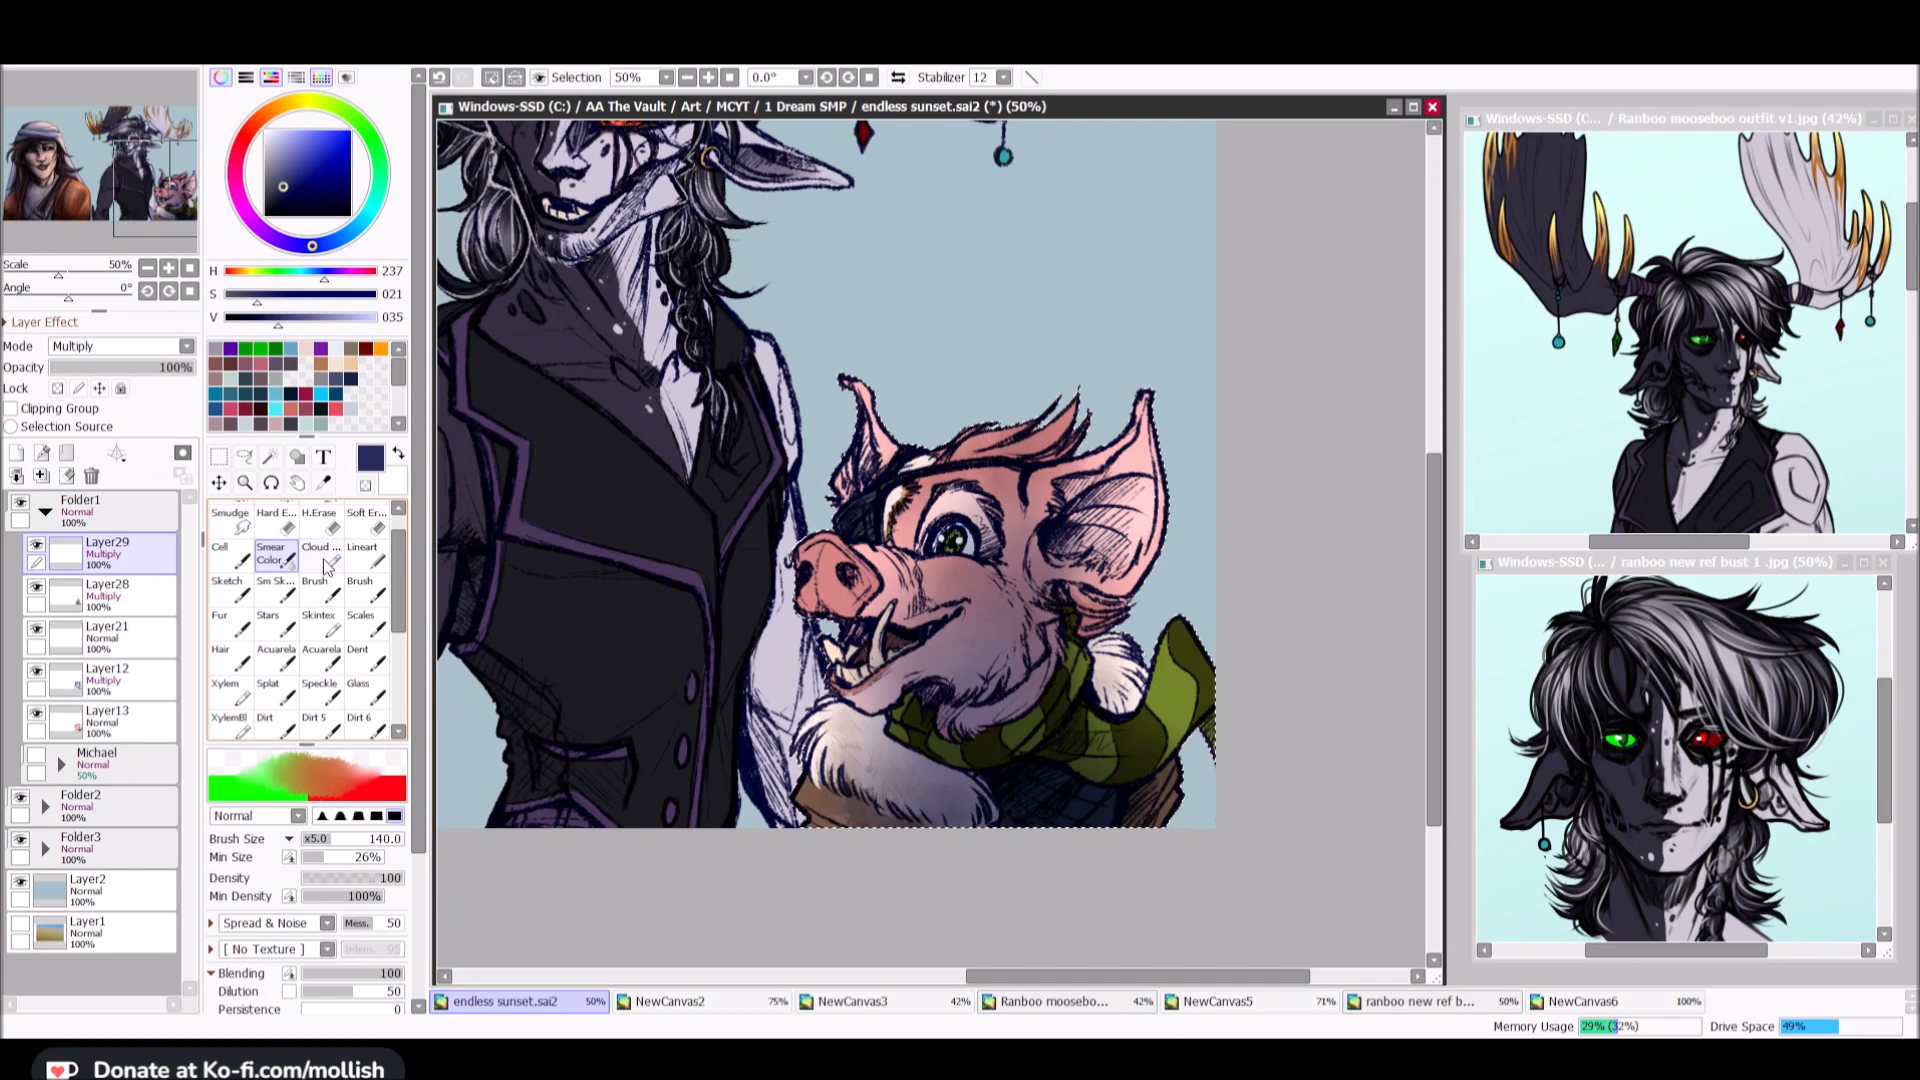 Selection 50% 0.0° Stabilizer 12
Windows-SSD (C:) / AA The Vault / Art / MCYT / 1 Dream SMP / endless sunset.sai2 (*) (50%)
Windows-SSD (C... / Ranboo mooseboo outfit v1.jpg (42%)
Scale 50%
Angle 0°
Layer Effect
Mode Multiply
Opacity 100%
Lock
Clipping Group
Selection Source
H 237
S 021
V 035
T
Folder1
Normal
100%
Layer29
Multiply
100%
Layer28
Multiply
100%
Layer21
Normal
100%
Layer12
Multiply
100%
Layer13
Normal
100%
Michael
Normal
50%
Folder2
Normal
100%
Folder3
Normal
100%
Layer2
Normal
100%
Layer1
Normal
100%
Smudge Hard E... H.Erase Soft Er...
Cell Smear Color Cloud ... Lineart
Sketch Sm Sk... Brush Brush
Fur Stars Skintex Scales
Hair Acuarela Acuarela Dent
Xylem Splat Speckle Glass
XylemBl Dirt Dirt 5 Dirt 6
Normal
Brush Size x5.0 140.0
Min Size 26%
Density 100
Min Density 100%
Spread & Noise Mess. 50
[ No Texture ] Intens. 95
Blending 100
Dilution 50
Persistence 0
Windows-SSD (... / ranboo new ref bust 1 .jpg (50%)
endless sunset.sai2 50% NewCanvas2 75% NewCanvas3 42% Ranboo moosebo... 42% NewCanvas5 71% ranboo new ref b... 50% NewCanvas6 100%
Memory Usage 29% (32%) Drive Space 49%
Donate at Ko-fi.com/mollish